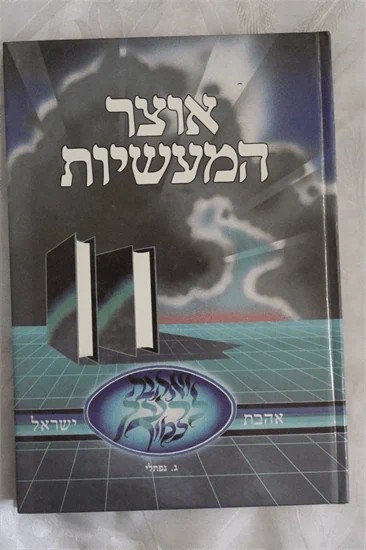 אוצר
המעשיות
אהבת
ישראל
ג. נפתלי